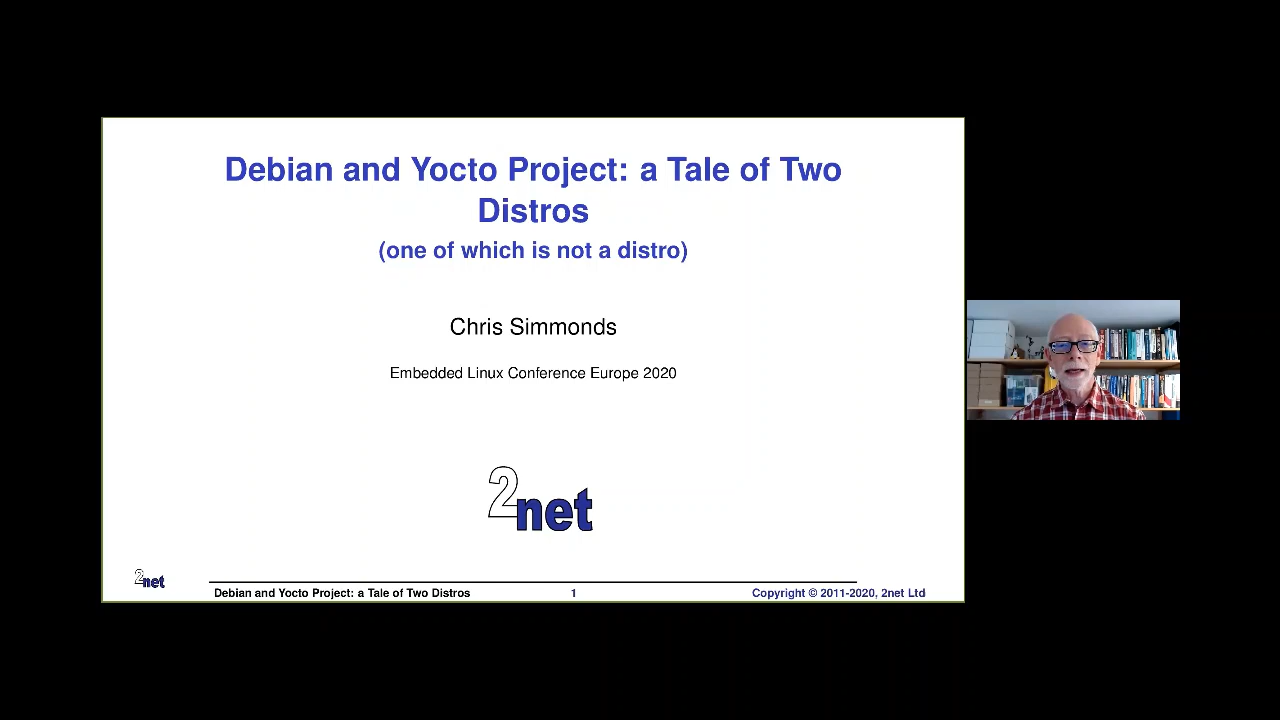 Debian and Yocto Project: a Tale of Two
Distros
(one of which is not a distro)
Chris Simmonds
Embedded Linux Conference Europe 2020
2net
2net
Debian and Yocto Project: a Tale of Two Distros
1
Copyright © 2011-2020, 2net Ltd